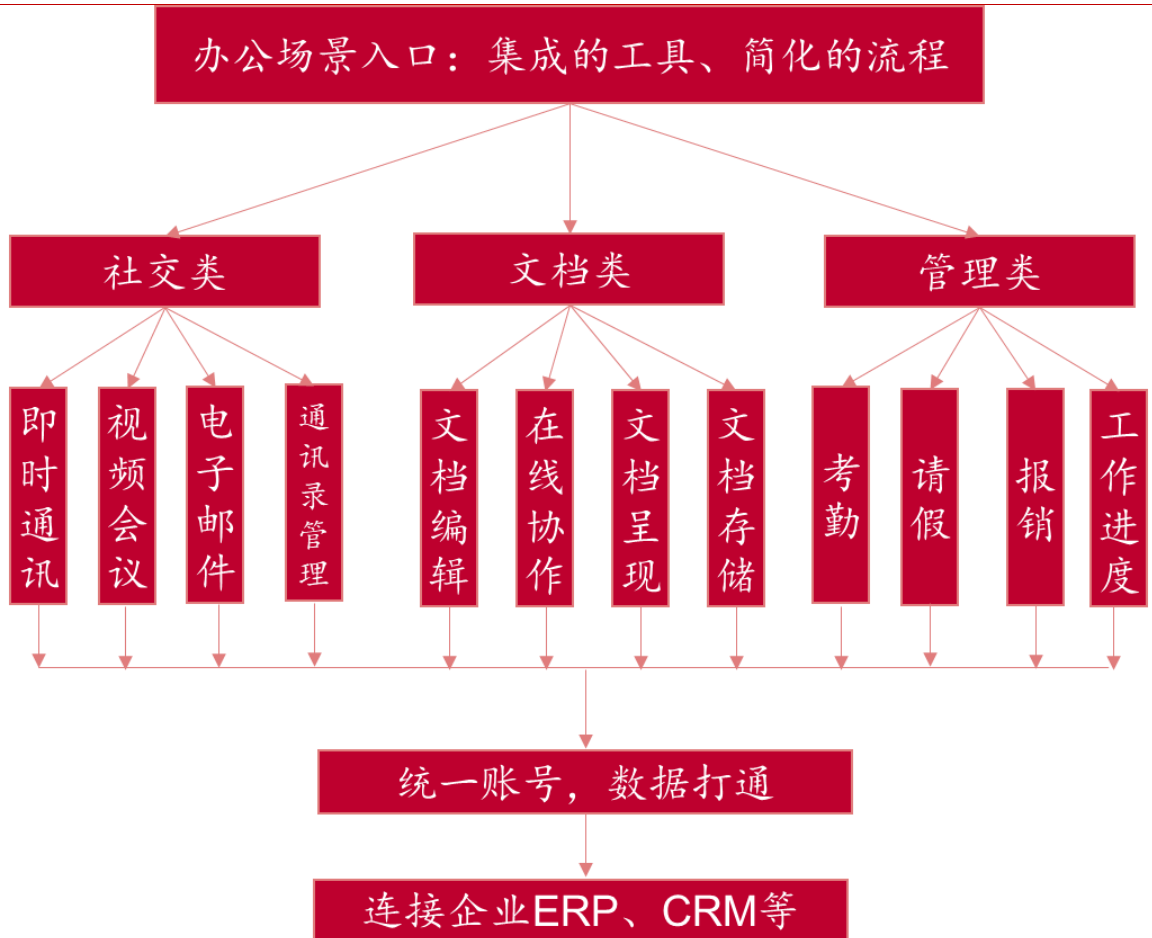 办公场景入口：集成的工具、简化的流程
社交类
文档类
管理类
即时通讯
视频会议
电子邮件
通讯录管理
文档编辑
在线协作
文档呈现
文档存储
考勤
请假
报销
工作进度
统一账号，数据打通
连接企业ERP、CRM等